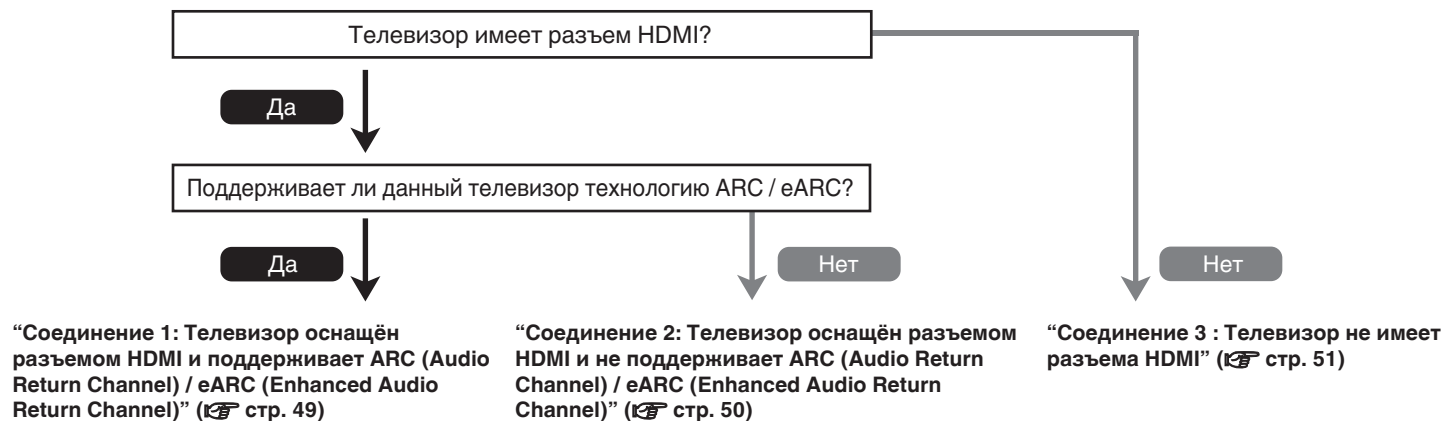 Телевизор имеет разъем HDMI?
Да
Поддерживает ли данный телевизор технологию ARC / eARC?
Да
Нет
Нет
“Соединение 1: Телевизор оснащён
разъемом HDMI и поддерживает ARC (Audio
Return Channel) / eARC (Enhanced Audio
Return Channel)” (☞ стр. 49)
“Соединение 2: Телевизор оснащён разъемом
HDMI и не поддерживает ARC (Audio Return
Channel) / eARC (Enhanced Audio Return
Channel)” (☞ стр. 50)
“Соединение 3 : Телевизор не имеет
разъема HDMI” (☞ стр. 51)